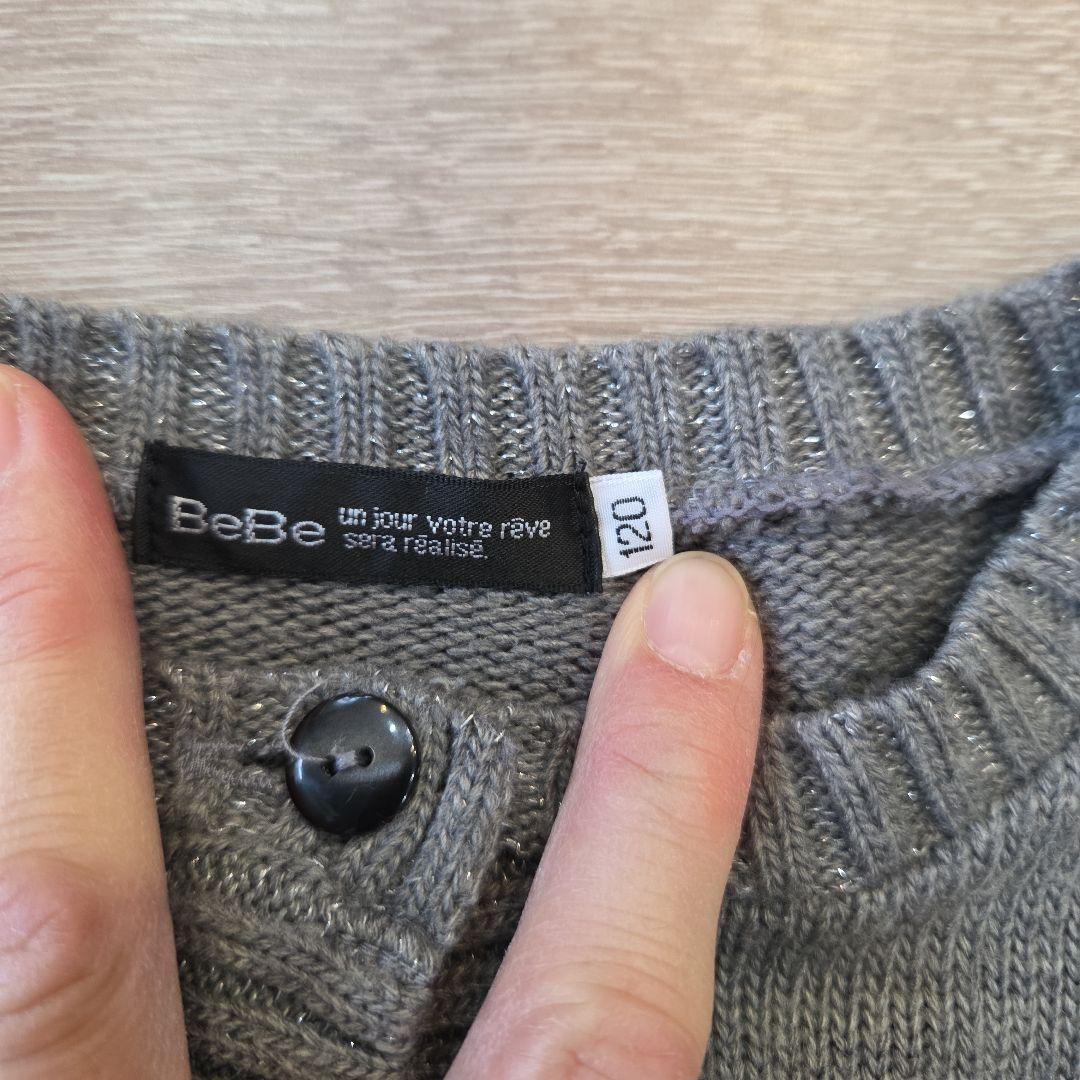 BeBe
un jour votre rêve
sera réalisé.
120